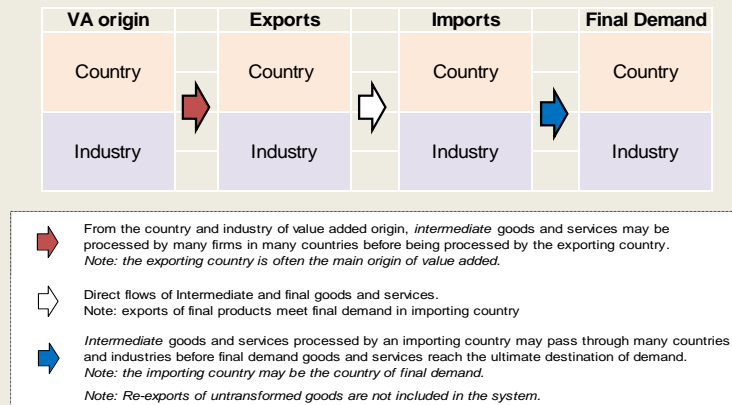 VA origin Exports Imports Final Demand
Country Country Country Country
Industry Industry Industry Industry
From the country and industry of value added origin, intermediate goods and services may be
processed by many firms in many countries before being processed by the exporting country.
Note: the exporting country is often the main origin of value added.
Direct flows of Intermediate and final goods and services.
Note: exports of final products meet final demand in importing country
Intermediate goods and services processed by an importing country may pass through many countries
and industries before final demand goods and services reach the ultimate destination of demand.
Note: the importing country may be the country of final demand.
Note: Re-exports of untransformed goods are not included in the system.